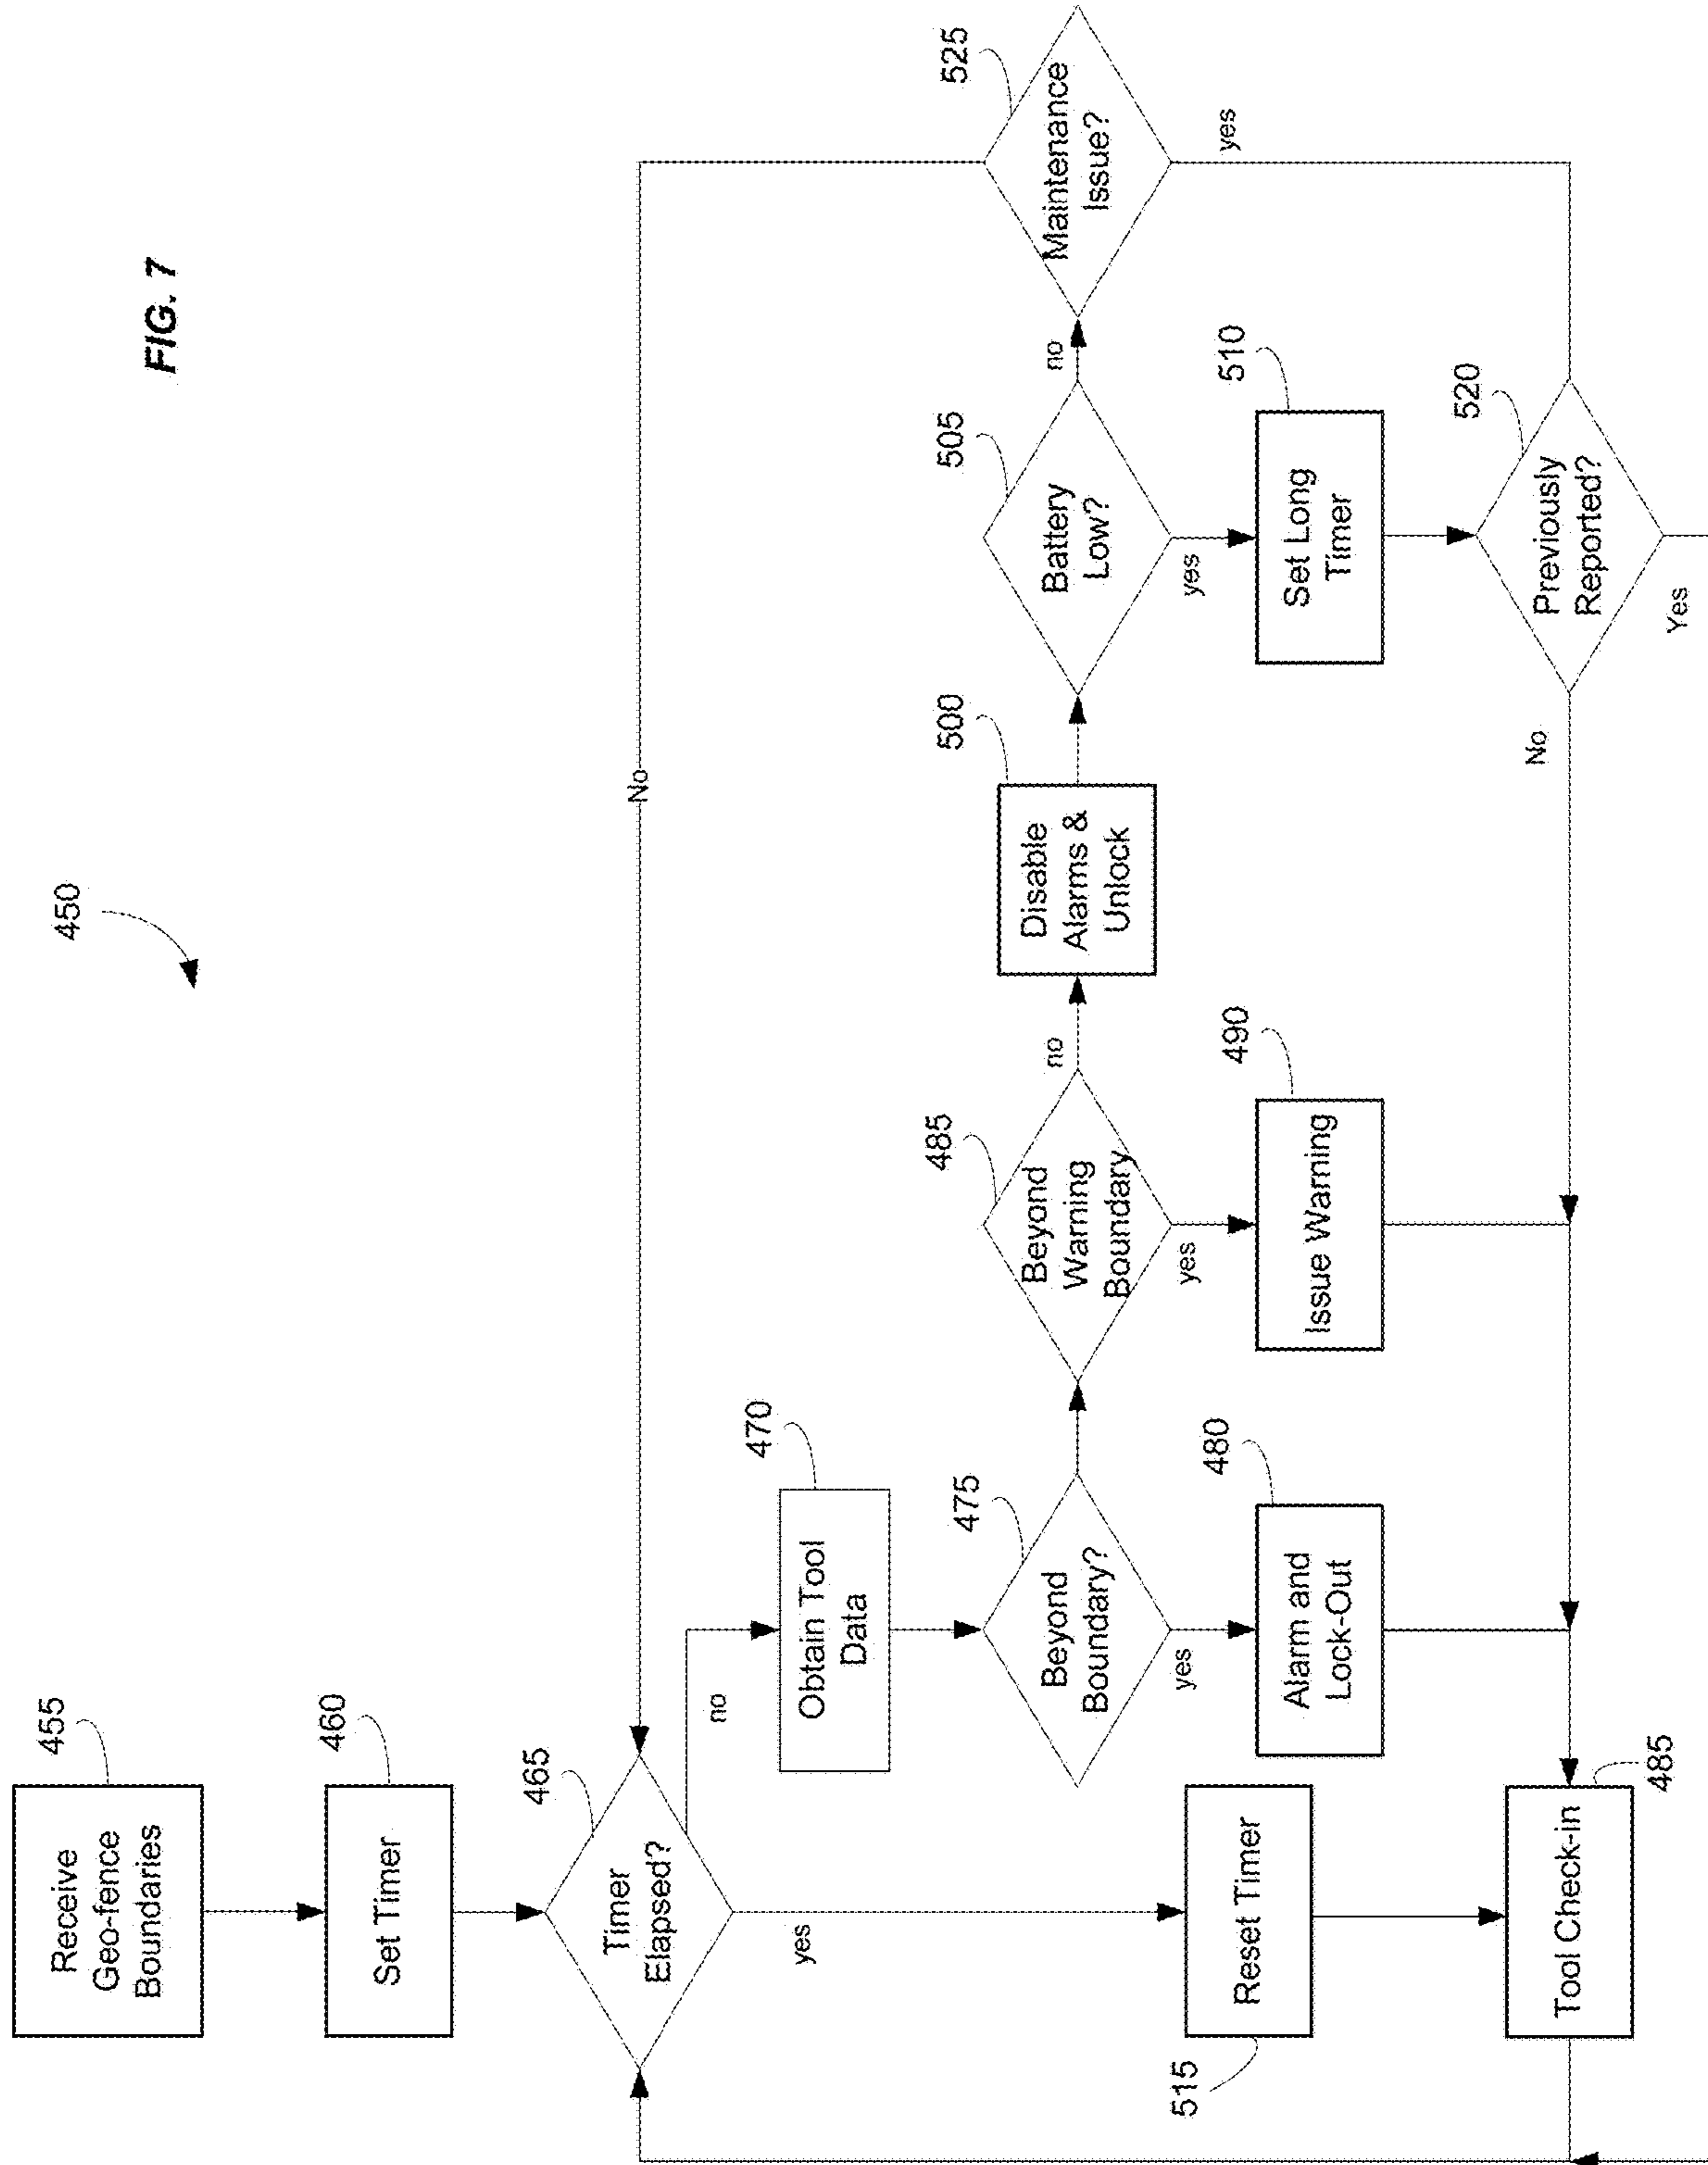 FIG. 7
450
Receive
Geo-fence
Boundaries
455
Set Timer
460
Timer
Elapsed?
465
no
yes
No
Obtain Tool
Data
470
Beyond
Boundary?
475
yes
Beyond
Warning
Boundary
485
no
yes
Disable
Alarms &
Unlock
500
Battery
Low?
505
no
yes
Maintenance
Issue?
525
yes
Reset Timer
515
Alarm and
Lock-Out
480
Issue Warning
490
Set Long
Timer
510
Tool Check-in
485
Previously
Reported?
520
No
Yes